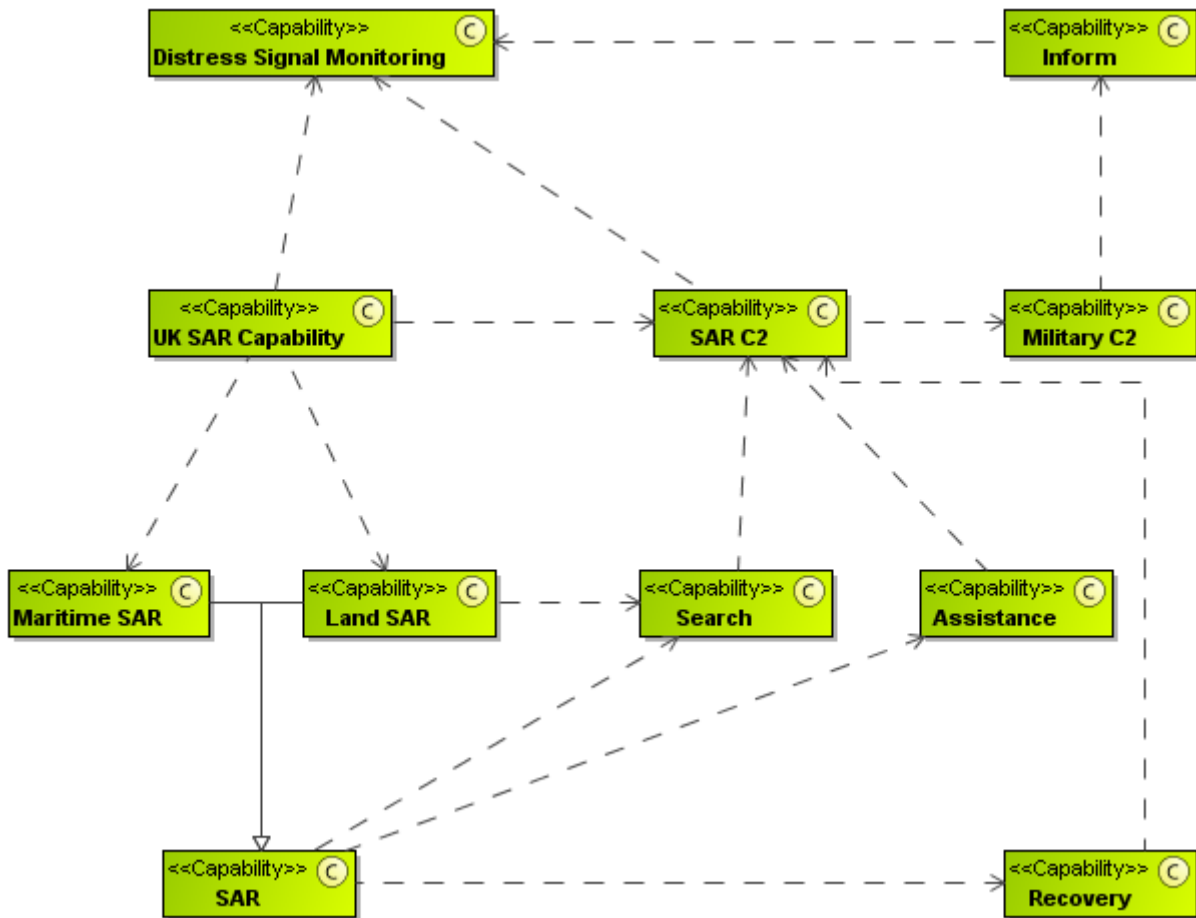 <<Capability>> C
Distress Signal Monitoring
<<Capability>> C
Inform
<<Capability>> C
UK SAR Capability
<<Capability>> C
SAR C2
<<Capability>> C
Military C2
<<Capability>> C
Maritime SAR
<<Capability>> C
Land SAR
<<Capability>> C
Search
<<Capability>> C
Assistance
<<Capability>> C
SAR
<<Capability>> C
Recovery